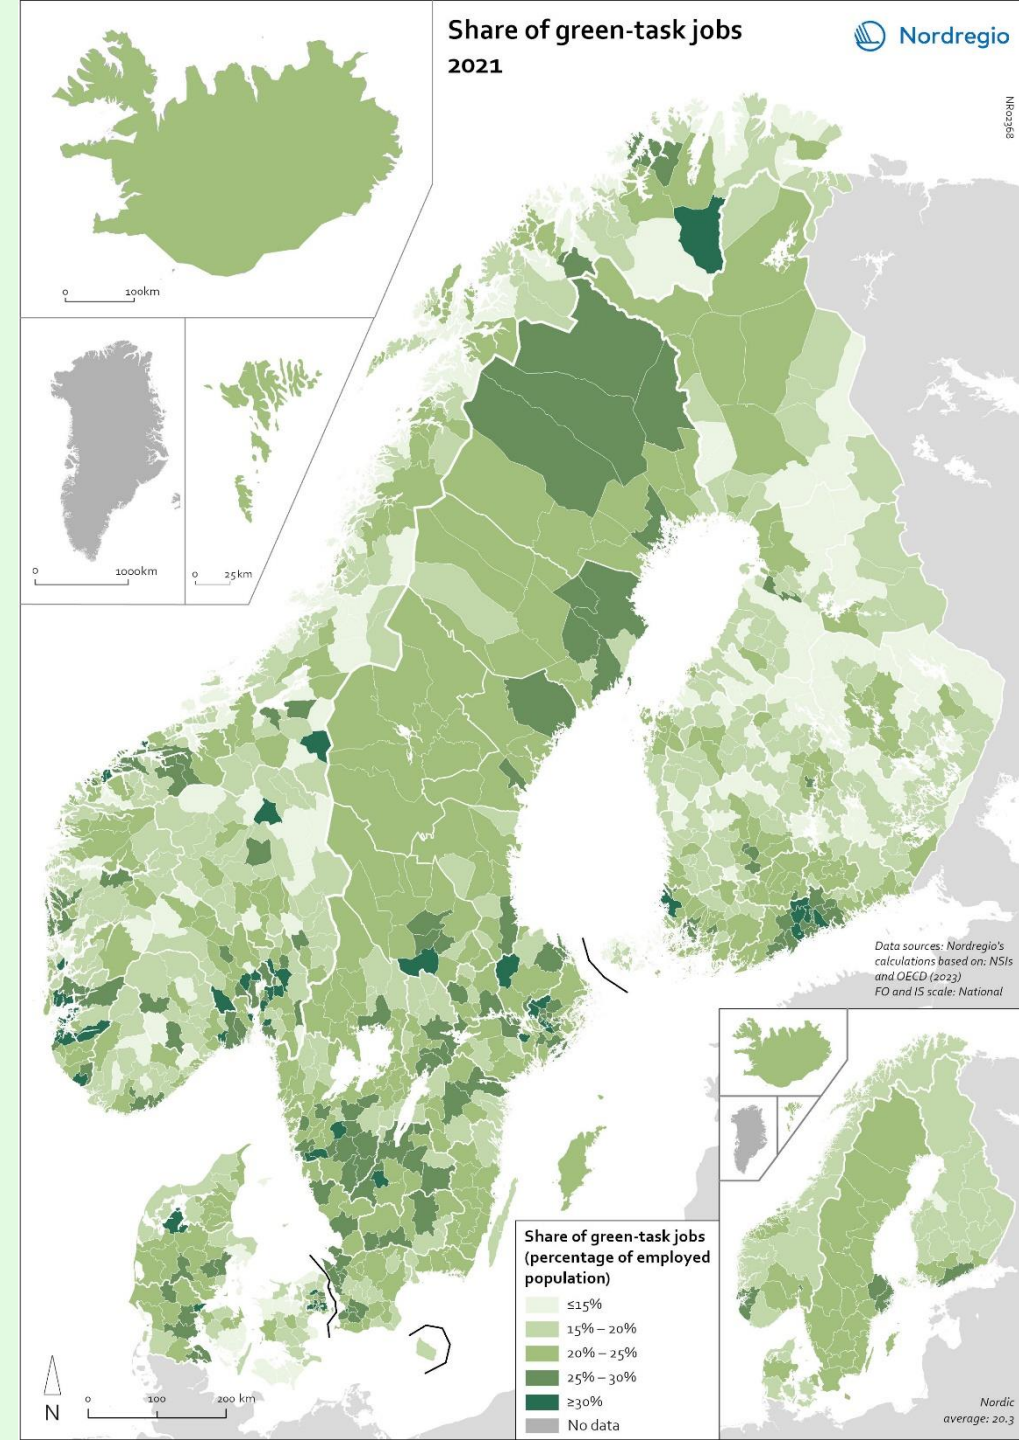 Share of green-task jobs
2021
Nordregio
NR02368
0 100km
0 1000km
0 25km
Data sources: Nordregio's
calculations based on: NSIs
and OECD (2023)
FO and IS scale: National
Share of green-task jobs
(percentage of employed
population)
≤15%
15% – 20%
20% – 25%
25% – 30%
≥30%
No data
N
0 100 200 km
Nordic
average: 20.3